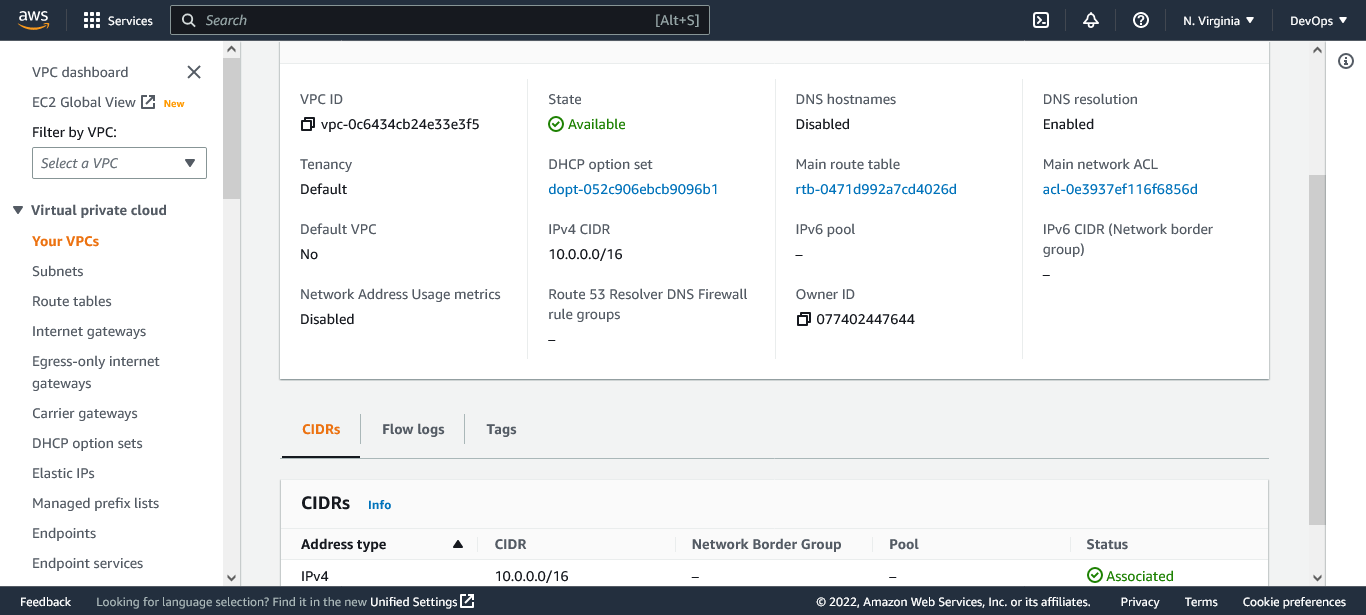 aws
Services
Search
[Alt+S]
N. Virginia
DevOps
VPC dashboard
EC2 Global View New
Filter by VPC:
Select a VPC
Virtual private cloud
Your VPCs
Subnets
Route tables
Internet gateways
Egress-only internet
gateways
Carrier gateways
DHCP option sets
Elastic IPs
Managed prefix lists
Endpoints
Endpoint services
VPC ID
vpc-0c6434cb24e33e3f5
State
Available
DNS hostnames
Disabled
DNS resolution
Enabled
Tenancy
Default
DHCP option set
dopt-052c906ebcb9096b1
Main route table
rtb-0471d992a7cd4026d
Main network ACL
acl-0e3937ef116f6856d
Default VPC
No
IPv4 CIDR
10.0.0.0/16
IPv6 pool
–
IPv6 CIDR (Network border
group)
–
Network Address Usage metrics
Disabled
Route 53 Resolver DNS Firewall
rule groups
–
Owner ID
077402447644
CIDRs
Flow logs
Tags
CIDRs Info
Address type CIDR Network Border Group Pool Status
IPv4 10.0.0.0/16 – – Associated
Feedback Looking for language selection? Find it in the new Unified Settings © 2022, Amazon Web Services, Inc. or its affiliates. Privacy Terms Cookie preferences